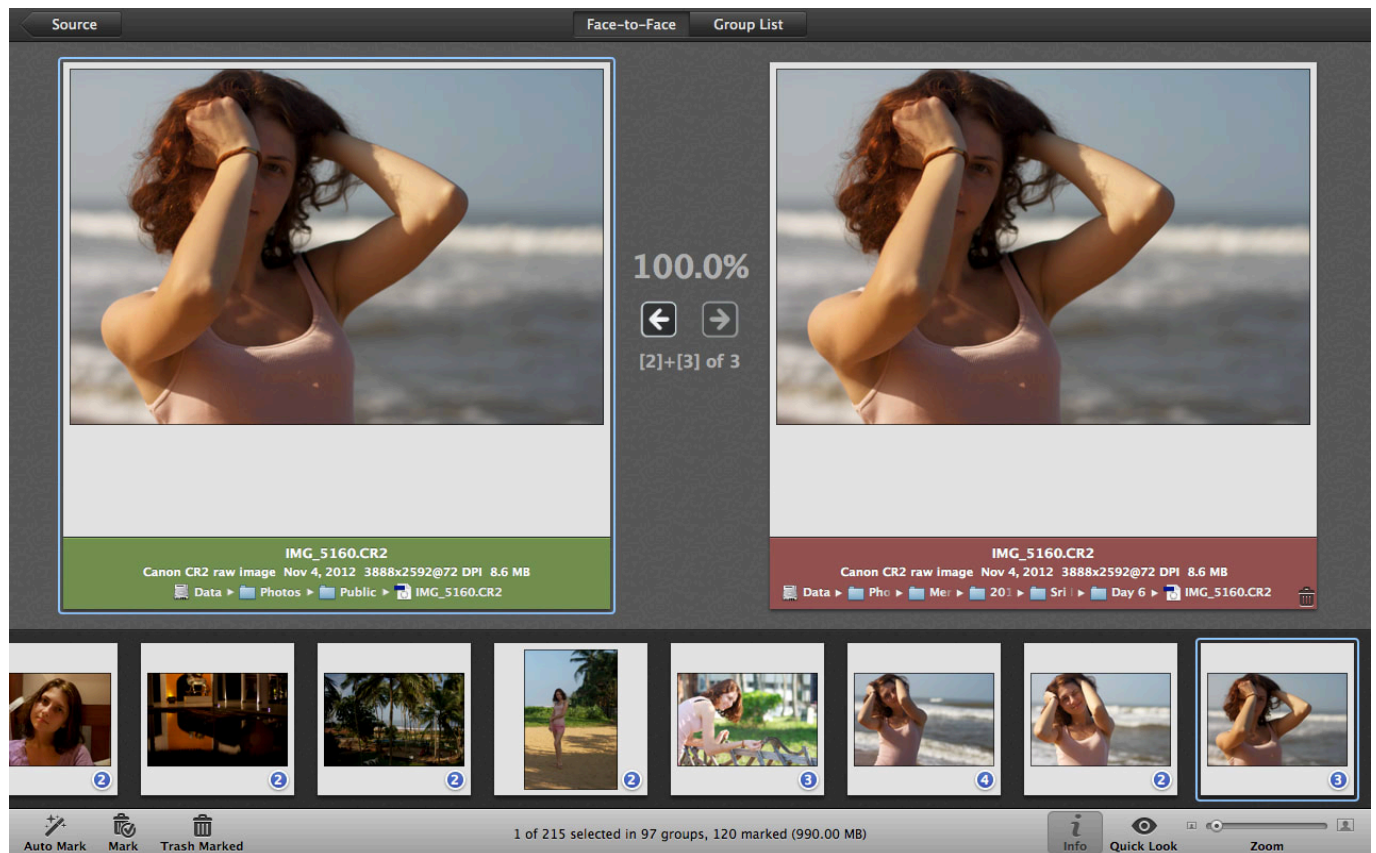 Source
Face-to-Face
Group List
100.0%
[2]+[3] of 3
IMG_5160.CR2
Canon CR2 raw image Nov 4, 2012 3888x2592@72 DPI 8.6 MB
Data ▸ Photos ▸ Public ▸ IMG_5160.CR2
IMG_5160.CR2
Canon CR2 raw image Nov 4, 2012 3888x2592@72 DPI 8.6 MB
Data ▸ Pho ▸ Mer ▸ 201 ▸ Sri ▸ Day 6 ▸ IMG_5160.CR2
2
2
2
2
3
4
2
3
Auto Mark
Mark
Trash Marked
1 of 215 selected in 97 groups, 120 marked (990.00 MB)
Info
Quick Look
Zoom